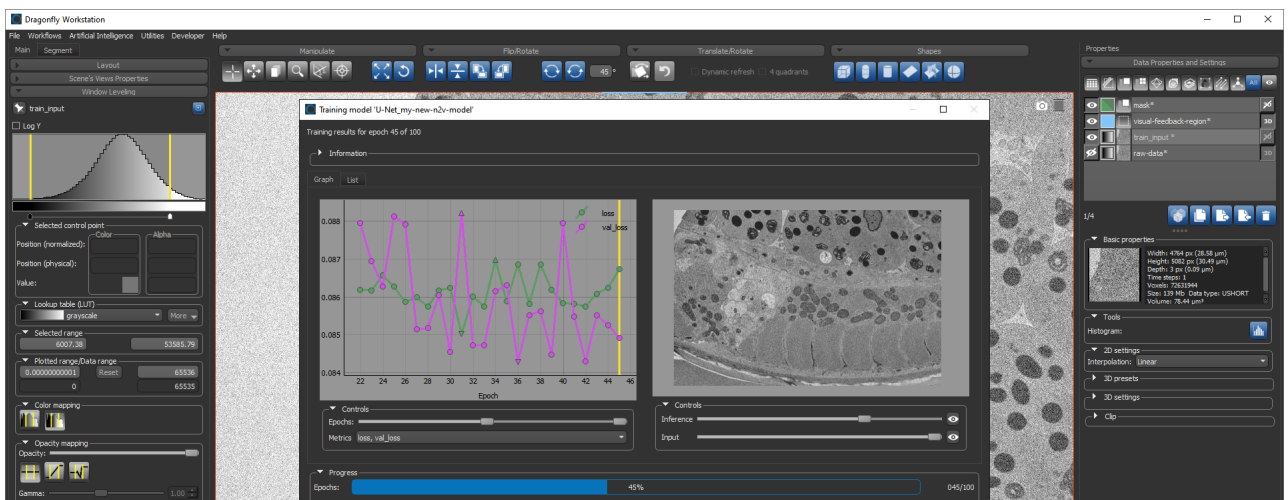 Dragonfly Workstation
File Workflows Artificial Intelligence Utilities Developer Help
Main Segment
Layout
Scene's Views Properties
Window Leveling
train_input
Log Y
Selected control point
Color Alpha
Position (normalized):
Position (physical):
Value:
Lookup table (LUT)
grayscale More
Selected range
6007.38 53585.79
Plotted range/Data range
0.0000000001 Reset 65536
0 65535
Color mapping
Opacity mapping
Opacity:
Gamma: 1.00
Manipulate Flip/Rotate Translate/Rotate Shapes
45 °
Dynamic refresh 4 quadrants
Training model 'U-Net_my-new-n2v-model'
Training results for epoch 45 of 100
Information
Graph List
loss
val_loss
0.088
0.087
0.086
0.085
0.084
22 24 26 28 30 32 34 36 38 40 42 44 46
Epoch
Controls
Epochs:
Metrics loss, val_loss
Controls
Inference
Input
Progress
Epochs: 45% 045/100
Properties
Data Properties and Settings
All
mask*
visual-feedback-region* 3D
train_input *
raw-data* 3D
1/4
Basic properties
Width: 4764 px (28.58 µm)
Height: 5082 px (30.49 µm)
Depth: 3 px (0.09 µm)
Time steps: 1
Voxels: 72631944
Size: 139 Mb Data type: USHORT
Volume: 78.44 µm³
Tools
Histogram:
2D settings
Interpolation: Linear
3D presets
3D settings
Clip